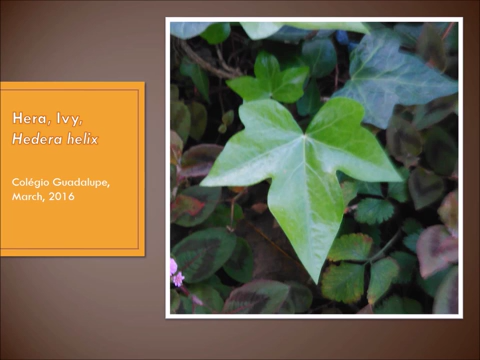 Hera, Ivy,
Hedera helix
Colégio Guadalupe,
March, 2016